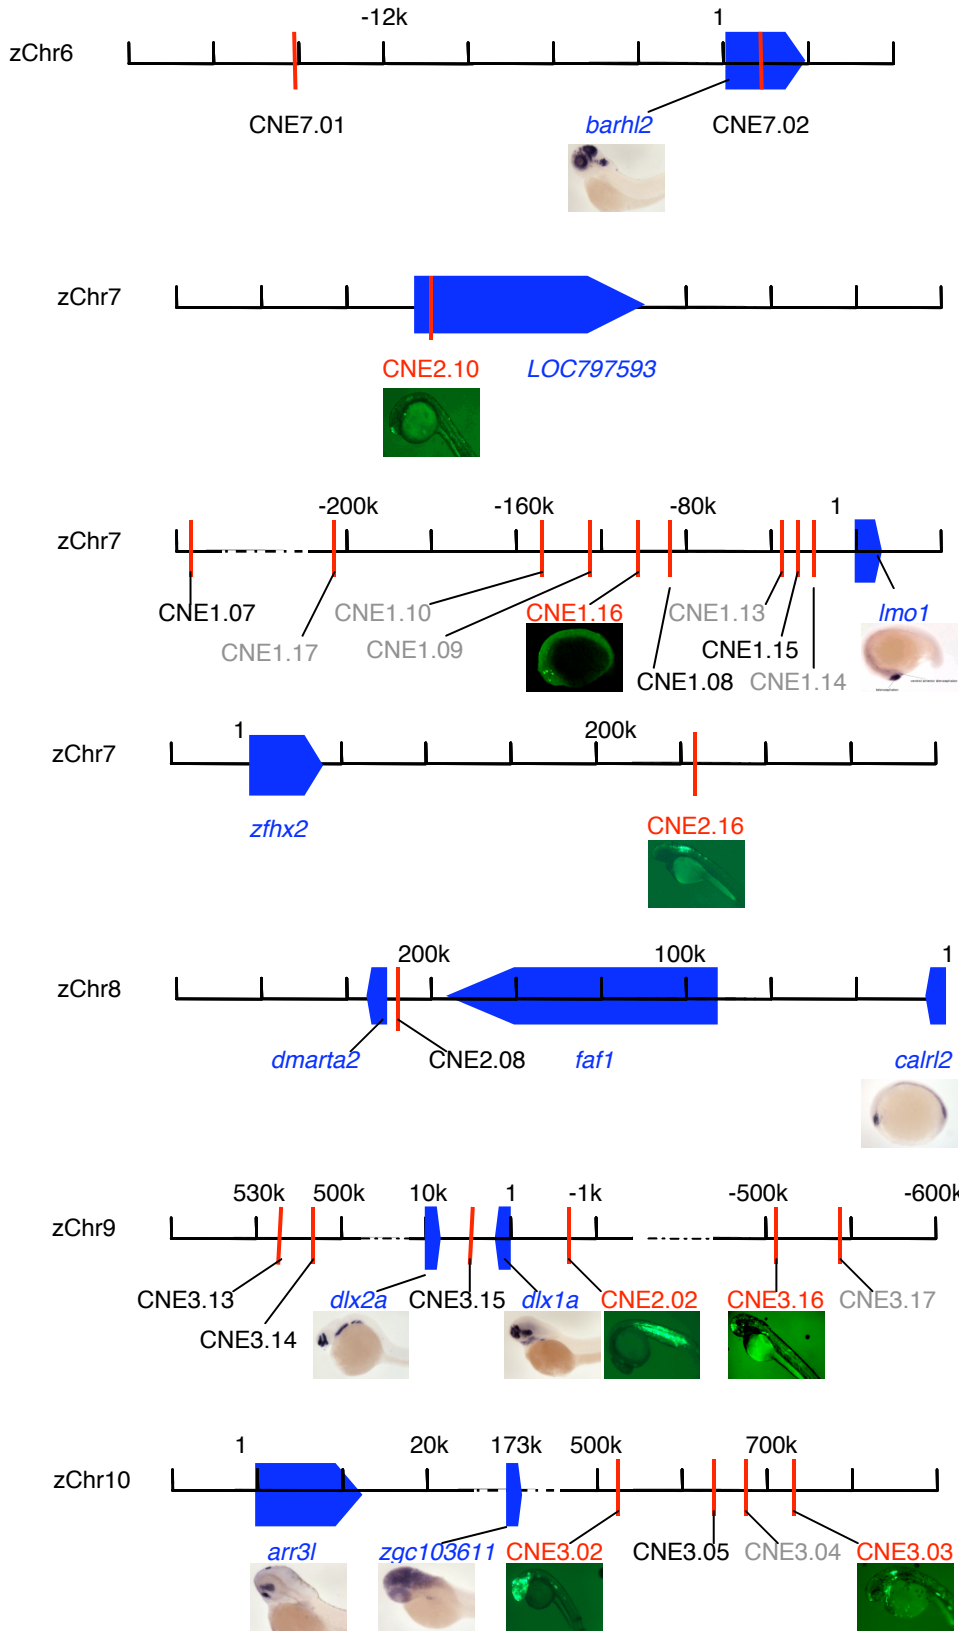 -12k 1
zChr6
CNE7.01 barhl2 CNE7.02
zChr7
CNE2.10 LOC797593
-200k -160k -80k 1
zChr7
CNE1.07 CNE1.10 CNE1.16 CNE1.13 lmo1
CNE1.17 CNE1.09 CNE1.15
CNE1.08 CNE1.14
1 200k
zChr7
zfhx2 CNE2.16
200k 100k 1
zChr8
dmarta2 CNE2.08 faf1 calrl2
530k 500k 10k 1 -1k -500k -600k
zChr9
CNE3.13 dlx2a CNE3.15 dlx1a CNE2.02 CNE3.16 CNE3.17
CNE3.14
1 20k 173k 500k 700k
zChr10
arr3l zgc103611 CNE3.02 CNE3.05 CNE3.04 CNE3.03